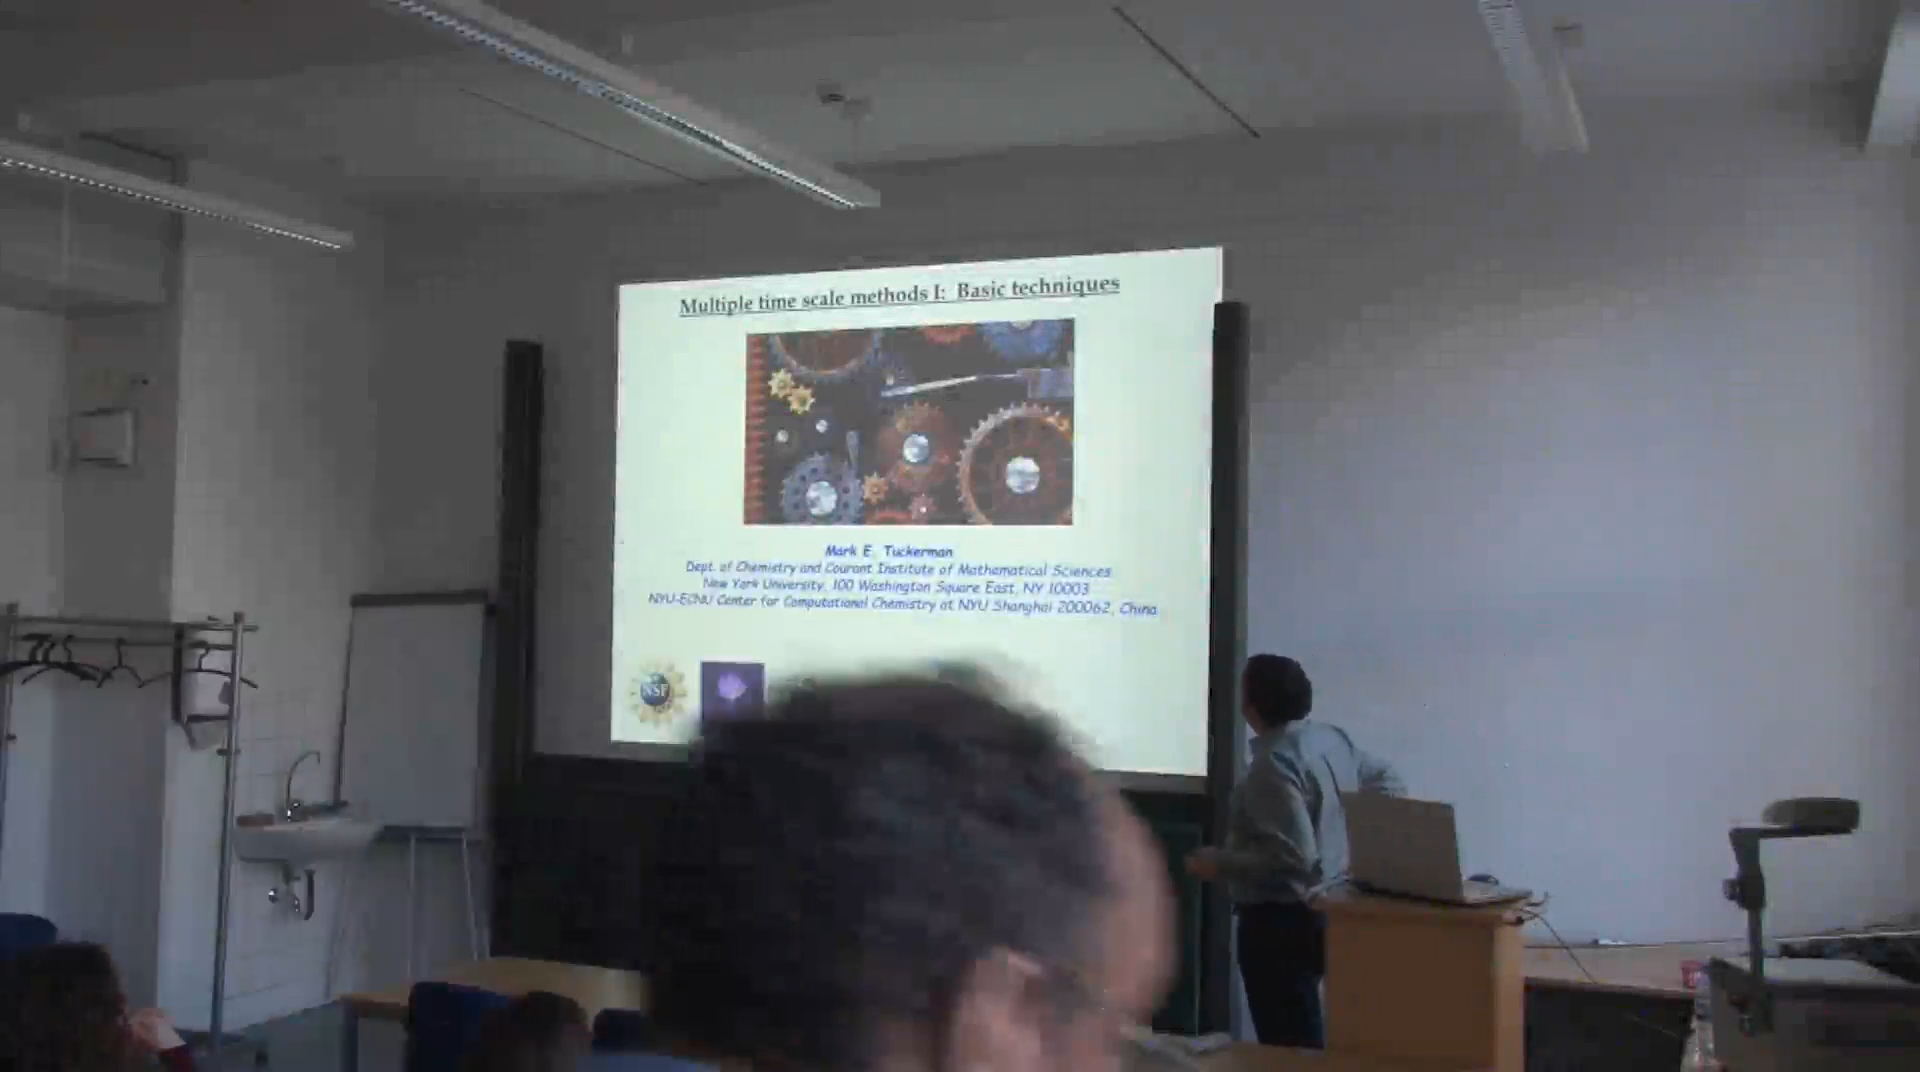 Multiple time scale methods I: Basic techniques
Mark E. Tuckerman
Dept. of Chemistry and Courant Institute of Mathematical Sciences
New York University, 100 Washington Square East, NY 10003
NYU-ECNU Center for Computational Chemistry at NYU Shanghai 200062, China
NSF